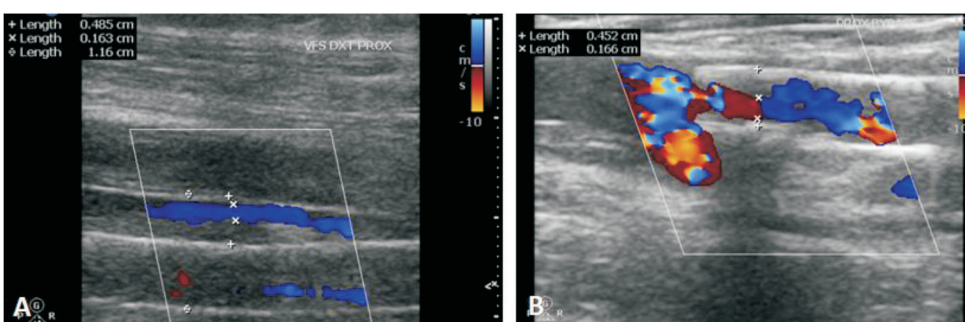 + Length 0.485 cm
× Length 0.163 cm
Length 1.16 cm
VFS DXT PROX
c
m
/
s
-10
A
G
P R
+ Length 0.452 cm
× Length 0.166 cm
-10
B
G
P R